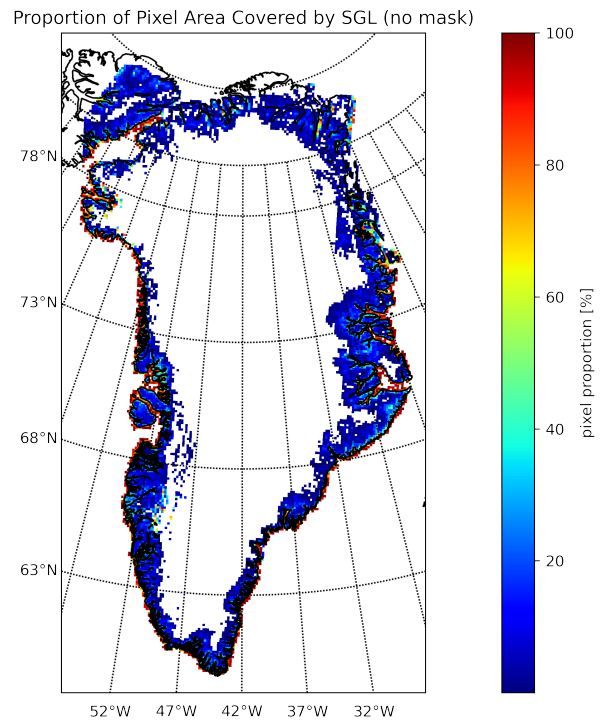 Proportion of Pixel Area Covered by SGL (no mask)
100
78°N
80
73°N
60
pixel proportion [%]
68°N
40
63°N
20
52°W 47°W 42°W 37°W 32°W